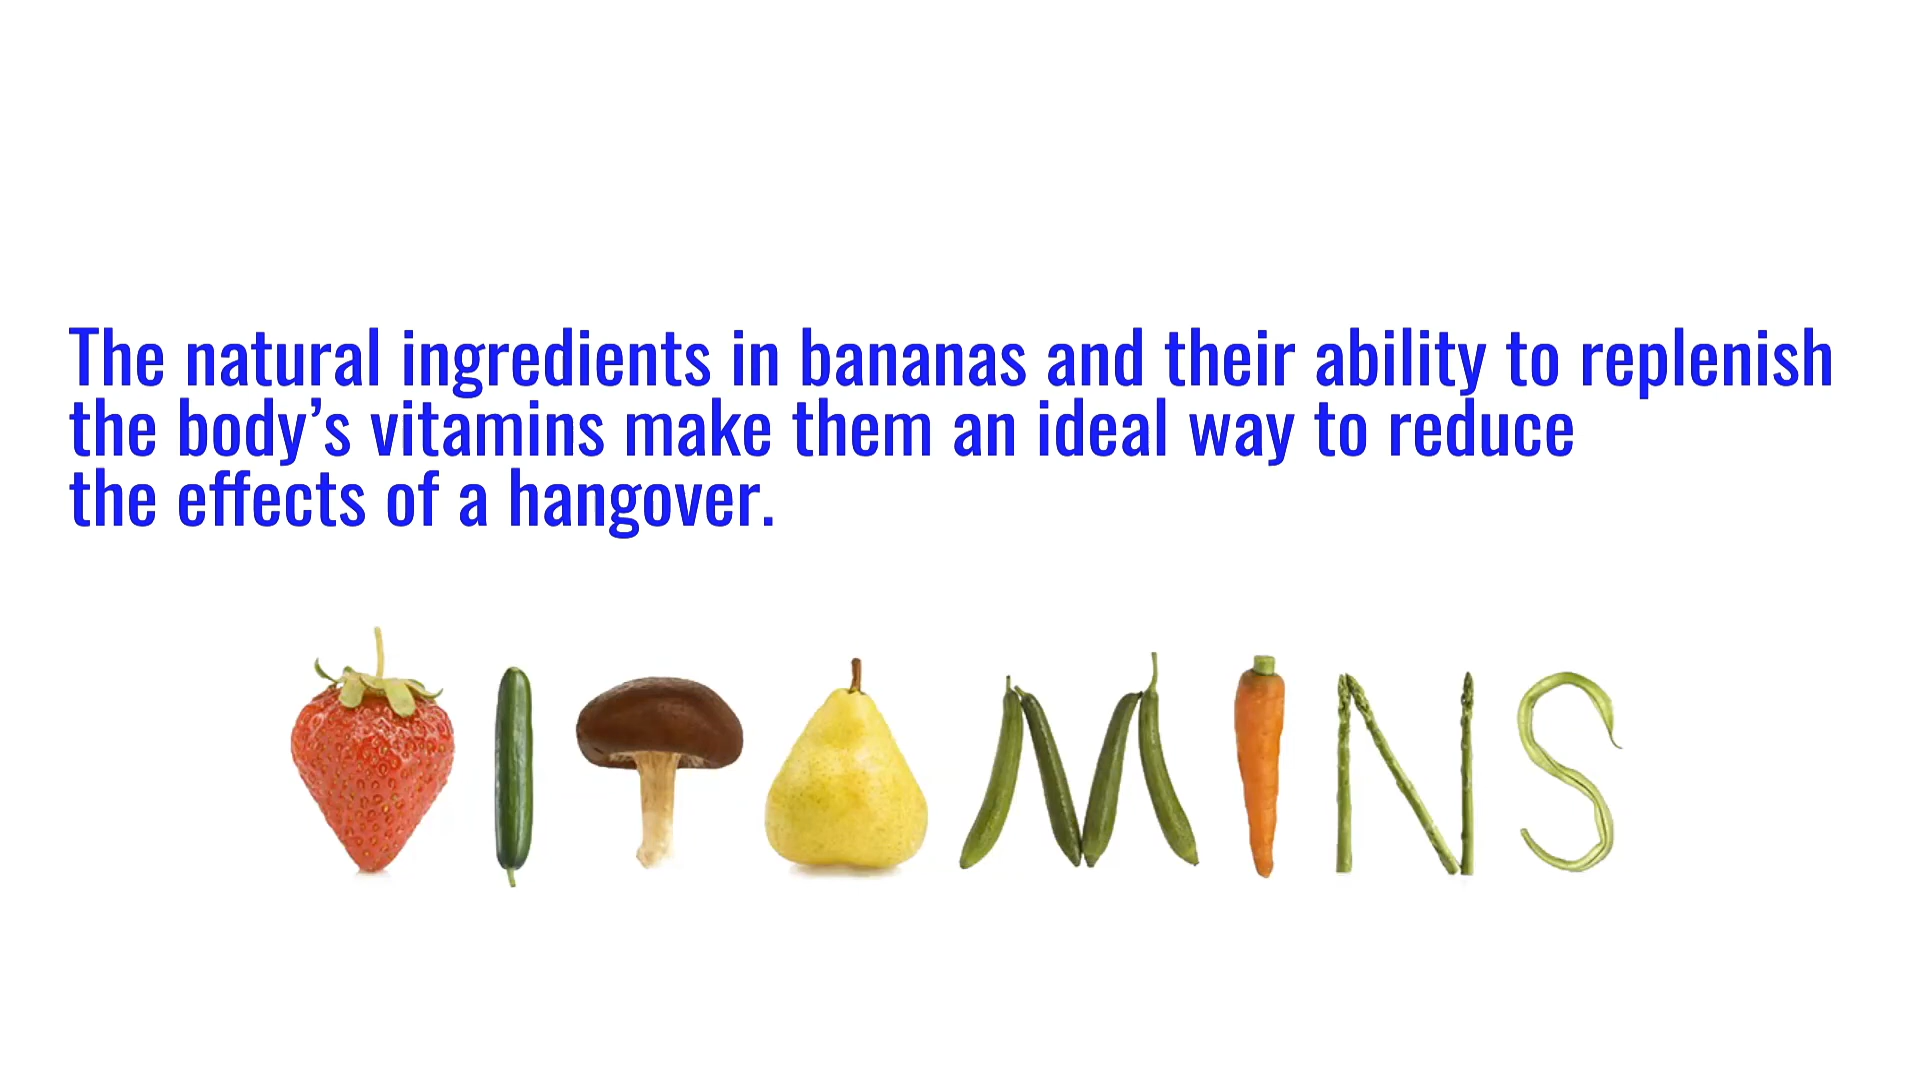 The natural ingredients in bananas and their ability to replenish
the body’s vitamins make them an ideal way to reduce
the effects of a hangover.
VITAMINS